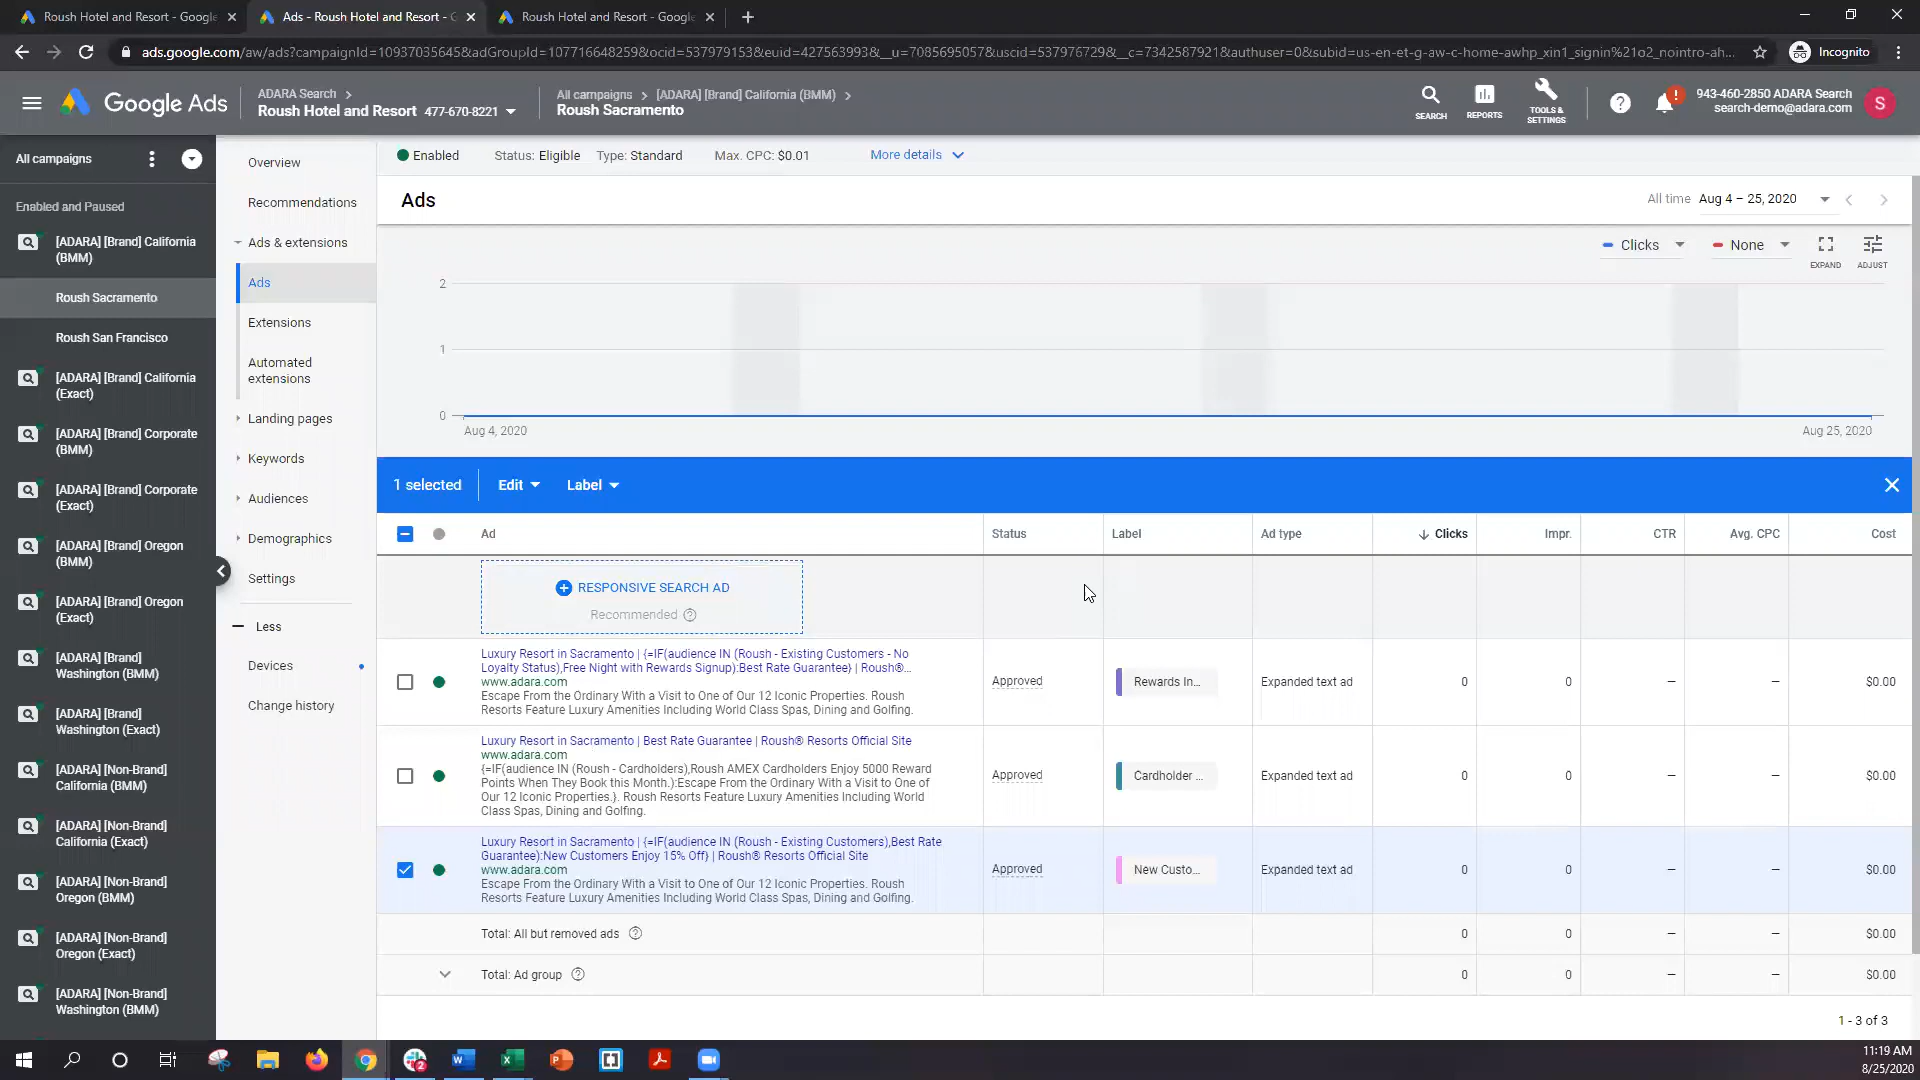 Roush Hotel and Resort - Google
Ads - Roush Hotel and Resort - G
Roush Hotel and Resort - Google
ads.google.com/aw/ads?campaignId=10937035645&adGroupId=107716648259&ocid=537979153&euid=427563993&__u=7085695057&uscid=537976729&__c=7342587921&authuser=0&subid=us-en-et-g-aw-c-home-awhp_xin1_signin%21o2_nointro-ah...
Incognito
Google Ads
ADARA Search
Roush Hotel and Resort 477-670-8221
All campaigns > [ADARA] [Brand] California (BMM) >
Roush Sacramento
SEARCH
REPORTS
TOOLS &
SETTINGS
943-460-2850 ADARA Search
search-demo@adara.com
S
All campaigns
Enabled and Paused
[ADARA] [Brand] California
(BMM)
Roush Sacramento
Roush San Francisco
[ADARA] [Brand] California
(Exact)
[ADARA] [Brand] Corporate
(BMM)
[ADARA] [Brand] Corporate
(Exact)
[ADARA] [Brand] Oregon
(BMM)
[ADARA] [Brand] Oregon
(Exact)
[ADARA] [Brand]
Washington (BMM)
[ADARA] [Brand]
Washington (Exact)
[ADARA] [Non-Brand]
California (BMM)
[ADARA] [Non-Brand]
California (Exact)
[ADARA] [Non-Brand]
Oregon (BMM)
[ADARA] [Non-Brand]
Oregon (Exact)
[ADARA] [Non-Brand]
Washington (BMM)
Overview
Recommendations
Ads & extensions
Ads
Extensions
Automated
extensions
Landing pages
Keywords
Audiences
Demographics
Settings
Less
Devices
Change history
Enabled Status: Eligible Type: Standard Max. CPC: $0.01 More details
Ads
All time Aug 4 – 25, 2020
Clicks None
EXPAND ADJUST
2
1
0
Aug 4, 2020
Aug 25, 2020
1 selected Edit Label
Ad Status Label Ad type Clicks Impr. CTR Avg. CPC Cost
RESPONSIVE SEARCH AD
Recommended
Luxury Resort in Sacramento | {=IF(audience IN (Roush - Existing Customers - No
Loyalty Status),Free Night with Rewards Signup):Best Rate Guarantee} | Roush®...
www.adara.com
Escape From the Ordinary With a Visit to One of Our 12 Iconic Properties. Roush
Resorts Feature Luxury Amenities Including World Class Spas, Dining and Golfing.
Approved Rewards In... Expanded text ad 0 0 – – $0.00
Luxury Resort in Sacramento | Best Rate Guarantee | Roush® Resorts Official Site
www.adara.com
{=IF(audience IN (Roush - Cardholders),Roush AMEX Cardholders Enjoy 5000 Reward
Points When They Book this Month.):Escape From the Ordinary With a Visit to One of
Our 12 Iconic Properties.}. Roush Resorts Feature Luxury Amenities Including World
Class Spas, Dining and Golfing.
Approved Cardholder ... Expanded text ad 0 0 – – $0.00
Luxury Resort in Sacramento | {=IF(audience IN (Roush - Existing Customers),Best Rate
Guarantee):New Customers Enjoy 15% Off} | Roush® Resorts Official Site
www.adara.com
Escape From the Ordinary With a Visit to One of Our 12 Iconic Properties. Roush
Resorts Feature Luxury Amenities Including World Class Spas, Dining and Golfing.
Approved New Custo... Expanded text ad 0 0 – – $0.00
Total: All but removed ads 0 0 – – $0.00
Total: Ad group 0 0 – – $0.00
1 - 3 of 3
11:19 AM
8/25/2020